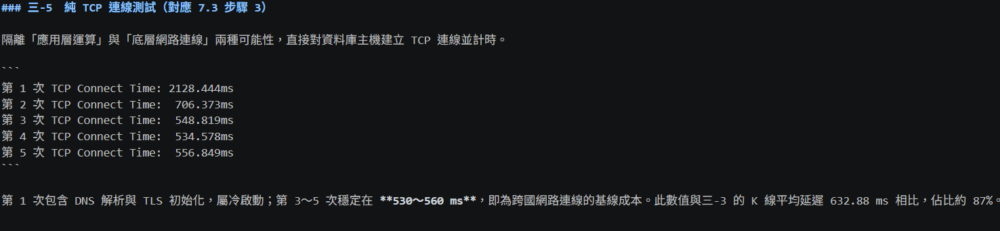 ### 三-5  純 TCP 連線測試（對應 7.3 步驟 3）
隔離「應用層運算」與「底層網路連線」兩種可能性，直接對資料庫主機建立 TCP 連線並計時。
```
第 1 次 TCP Connect Time: 2128.444ms
第 2 次 TCP Connect Time:  706.373ms
第 3 次 TCP Connect Time:  548.819ms
第 4 次 TCP Connect Time:  534.578ms
第 5 次 TCP Connect Time:  556.849ms
```
第 1 次包含 DNS 解析與 TLS 初始化，屬冷啟動；第 3～5 次穩定在 **530～560 ms**，即為跨國網路連線的基線成本。此數值與三-3 的 K 線平均延遲 632.88 ms 相比，佔比約 87%。